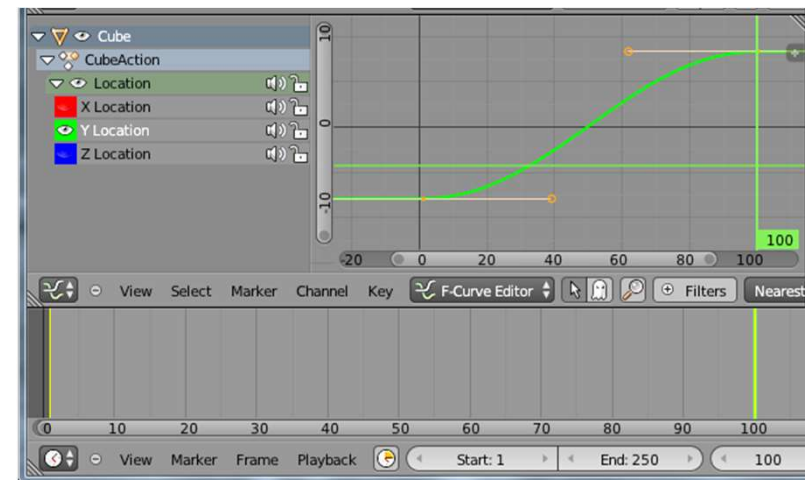 Cube
CubeAction
Location
X Location
Y Location
Z Location
10
0
-10
100
-20 0 20 40 60 80 100
View Select Marker Channel Key F-Curve Editor Filters Nearest
0 10 20 30 40 50 60 70 80 90 100
View Marker Frame Playback Start: 1 End: 250 100